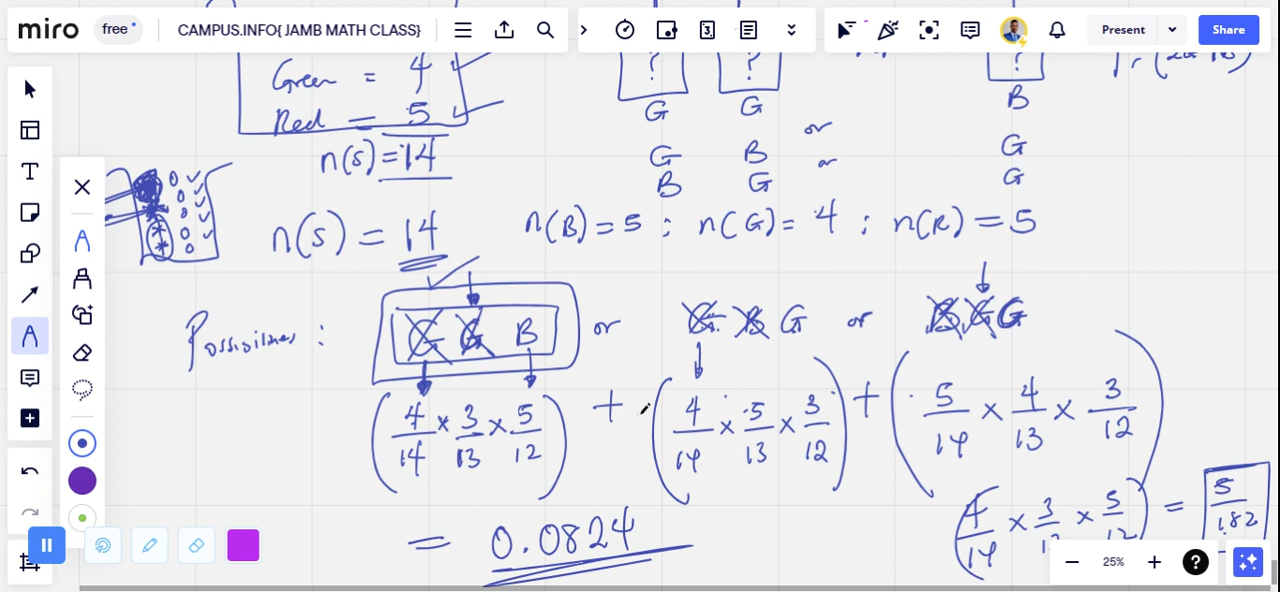 miro free CAMPUS.INFO{ JAMB MATH CLASS} Present Share
Green = 4
Red = 5
n(s) = 14
? ? ?
G G B
or
G B or G
B G G
n(s) = 14 n(B) = 5 ; n(G) = 4 ; n(R) = 5
G G B or G B G or B G G
(4/14 × 3/13 × 5/12) + (4/14 × 5/13 × 3/12) + (5/14 × 4/13 × 3/12)
= 0.0824
(4/14 × 3/13 × 5/12) = 5/182
25%